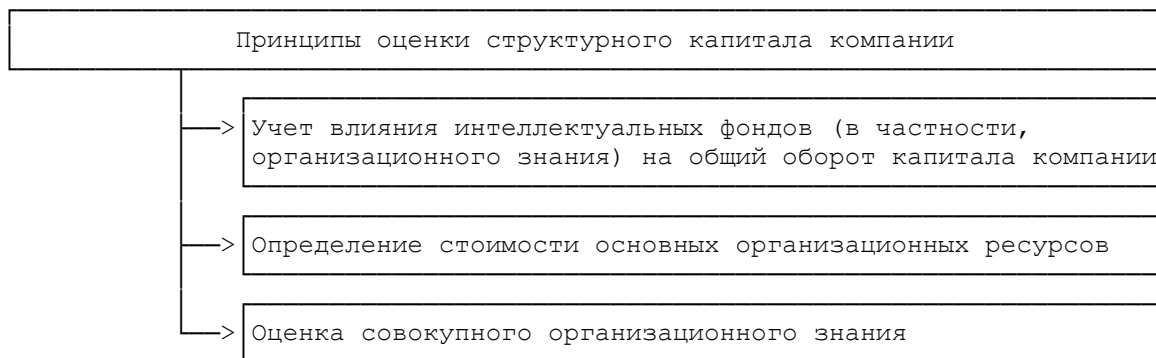 Принципы оценки структурного капитала компании
Учет влияния интеллектуальных фондов (в частности,
организационного знания) на общий оборот капитала компании
Определение стоимости основных организационных ресурсов
Оценка совокупного организационного знания